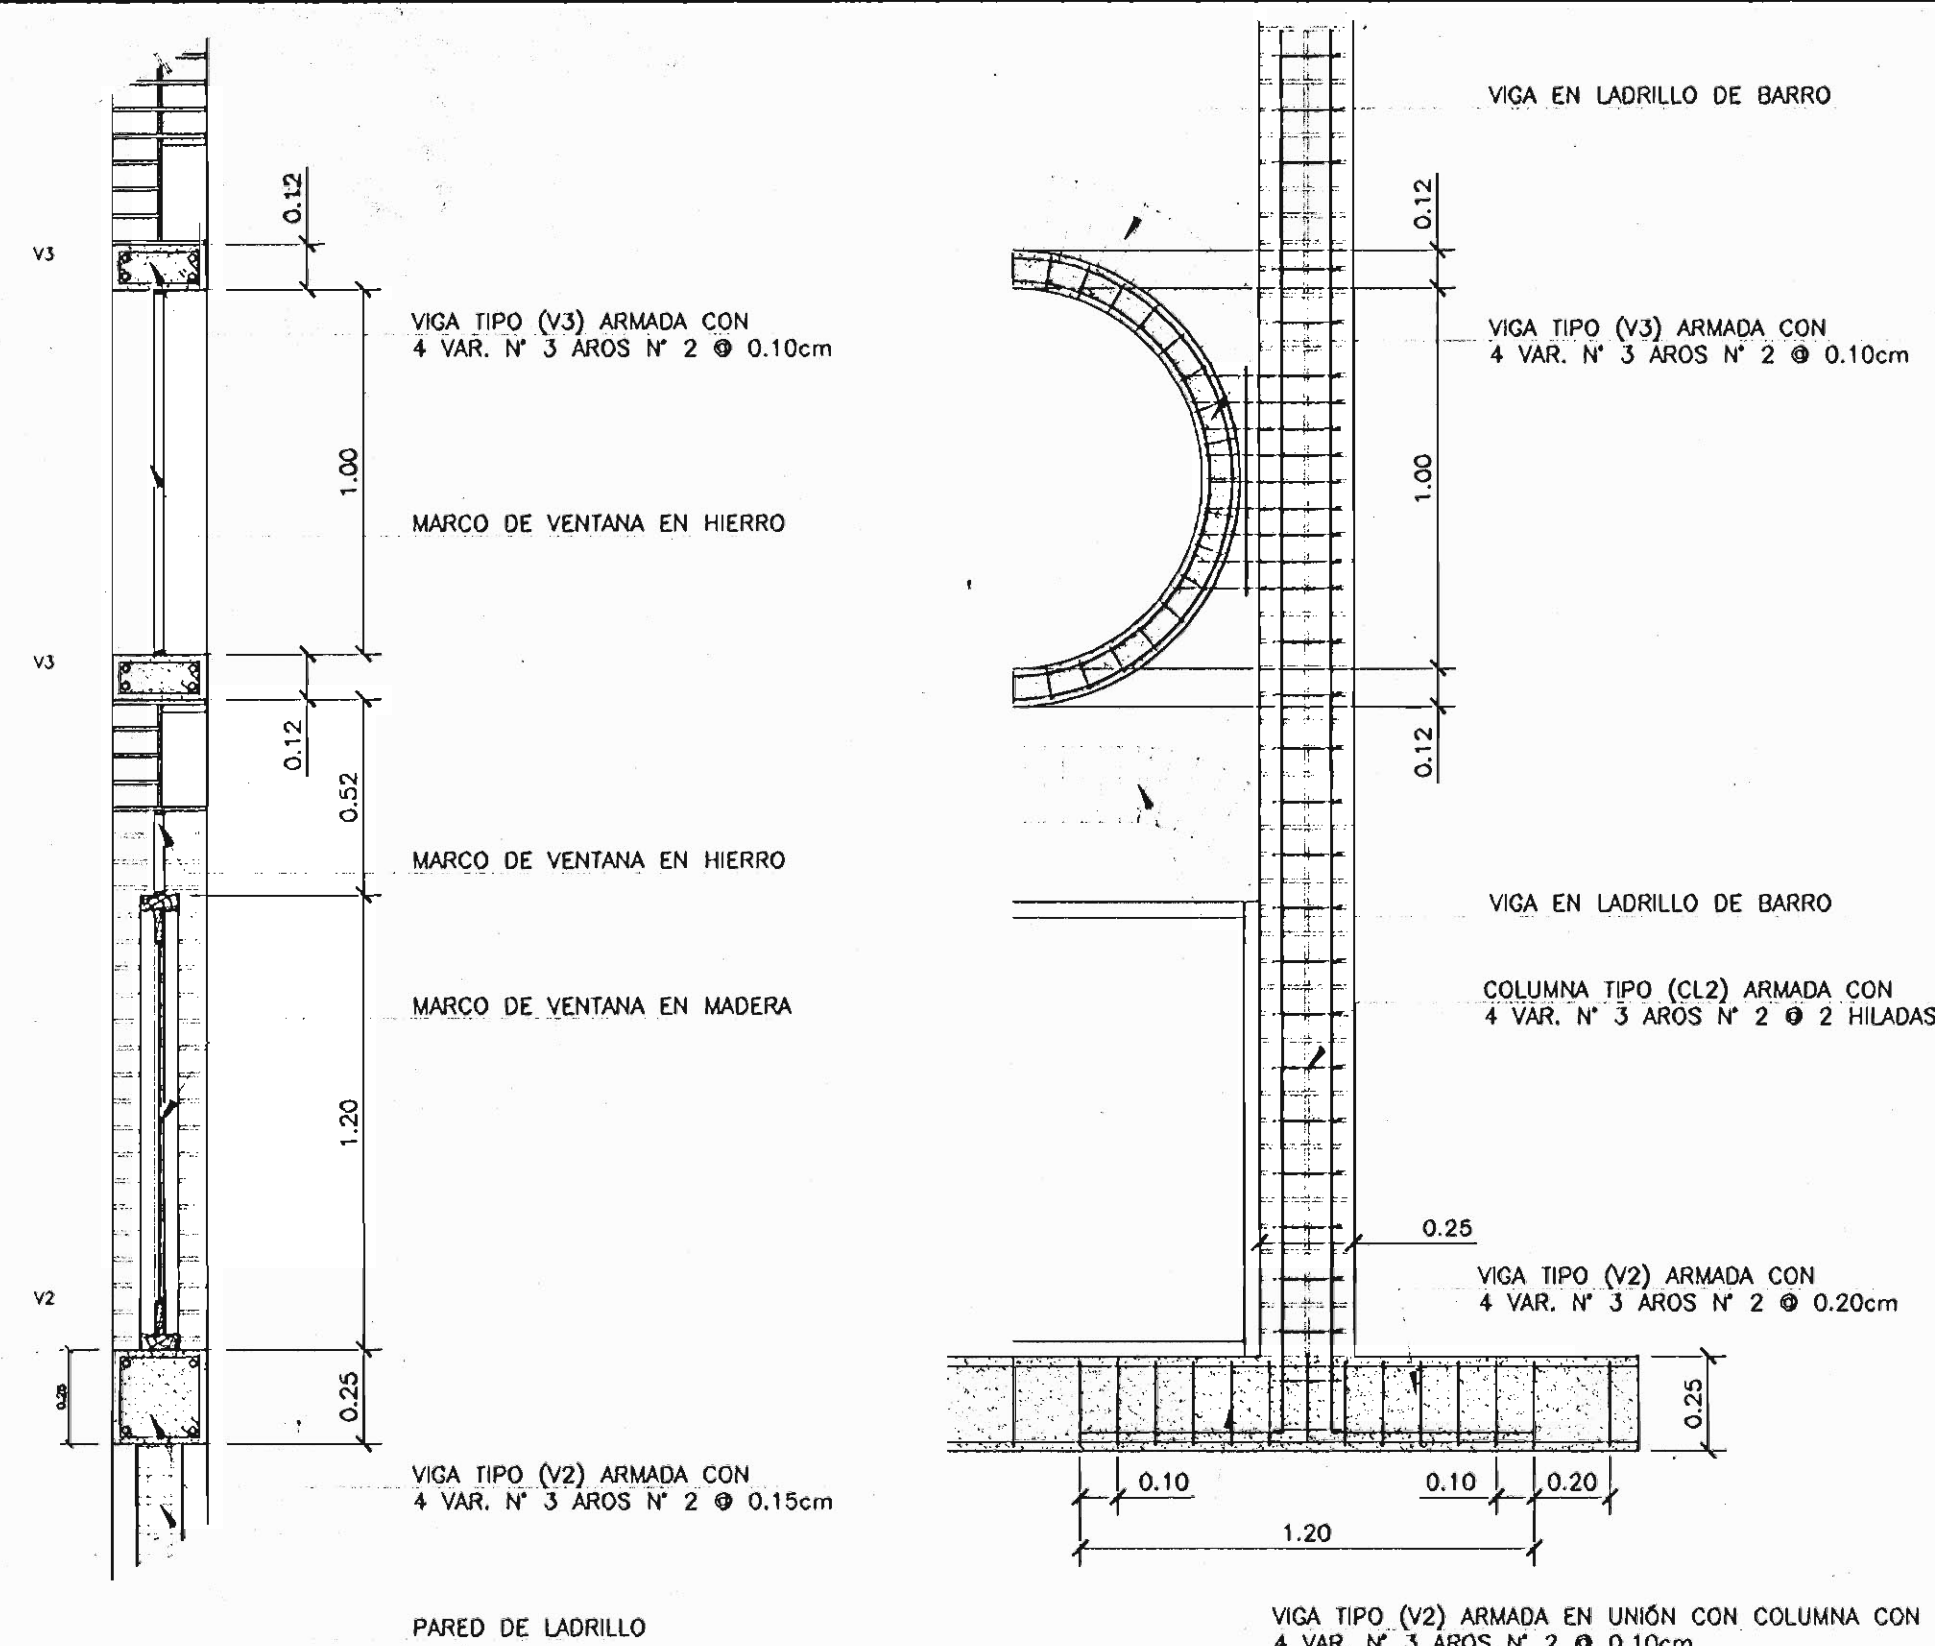 V3
0.12
VIGA TIPO (V3) ARMADA CON
4 VAR. N° 3 AROS N° 2 @ 0.10cm
1.00
MARCO DE VENTANA EN HIERRO
V3
0.12
0.52
MARCO DE VENTANA EN HIERRO
MARCO DE VENTANA EN MADERA
1.20
V2
0.25
0.25
VIGA TIPO (V2) ARMADA CON
4 VAR. N° 3 AROS N° 2 @ 0.15cm
PARED DE LADRILLO
VIGA EN LADRILLO DE BARRO
0.12
VIGA TIPO (V3) ARMADA CON
4 VAR. N° 3 AROS N° 2 @ 0.10cm
1.00
0.12
VIGA EN LADRILLO DE BARRO
COLUMNA TIPO (CL2) ARMADA CON
4 VAR. N° 3 AROS N° 2 @ 2 HILADAS
0.25
VIGA TIPO (V2) ARMADA CON
4 VAR. N° 3 AROS N° 2 @ 0.20cm
0.25
0.10
0.10
0.20
1.20
VIGA TIPO (V2) ARMADA EN UNIÓN CON COLUMNA CON
4 VAR. N° 3 AROS N° 2 @ 0.10cm